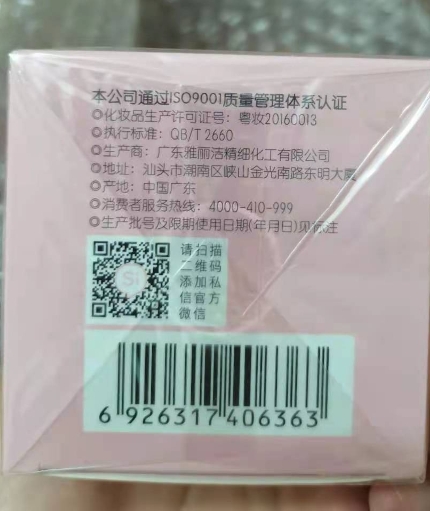 本公司通过ISO9001质量管理体系认证
◎化妆品生产许可证号：粤妆20160013
◎执行标准：QB/T 2660
◎生产商：广东雅丽洁精细化工有限公司
◎地址：汕头市潮南区峡山金光南路东明大厦
◎产地：中国广东
◎消费者服务热线：4000-410-999
◎生产批号及限期使用日期(年月日)见标注
请扫描
二维码
添加私
信官方
微信
Si
6 926317 406363